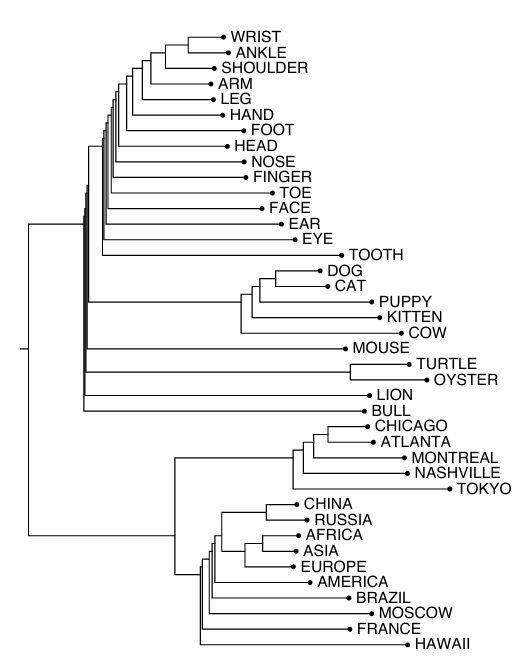 WRIST
ANKLE
SHOULDER
ARM
LEG
HAND
FOOT
HEAD
NOSE
FINGER
TOE
FACE
EAR
EYE
TOOTH
DOG
CAT
PUPPY
KITTEN
COW
MOUSE
TURTLE
OYSTER
LION
BULL
CHICAGO
ATLANTA
MONTREAL
NASHVILLE
TOKYO
CHINA
RUSSIA
AFRICA
ASIA
EUROPE
AMERICA
BRAZIL
MOSCOW
FRANCE
HAWAII